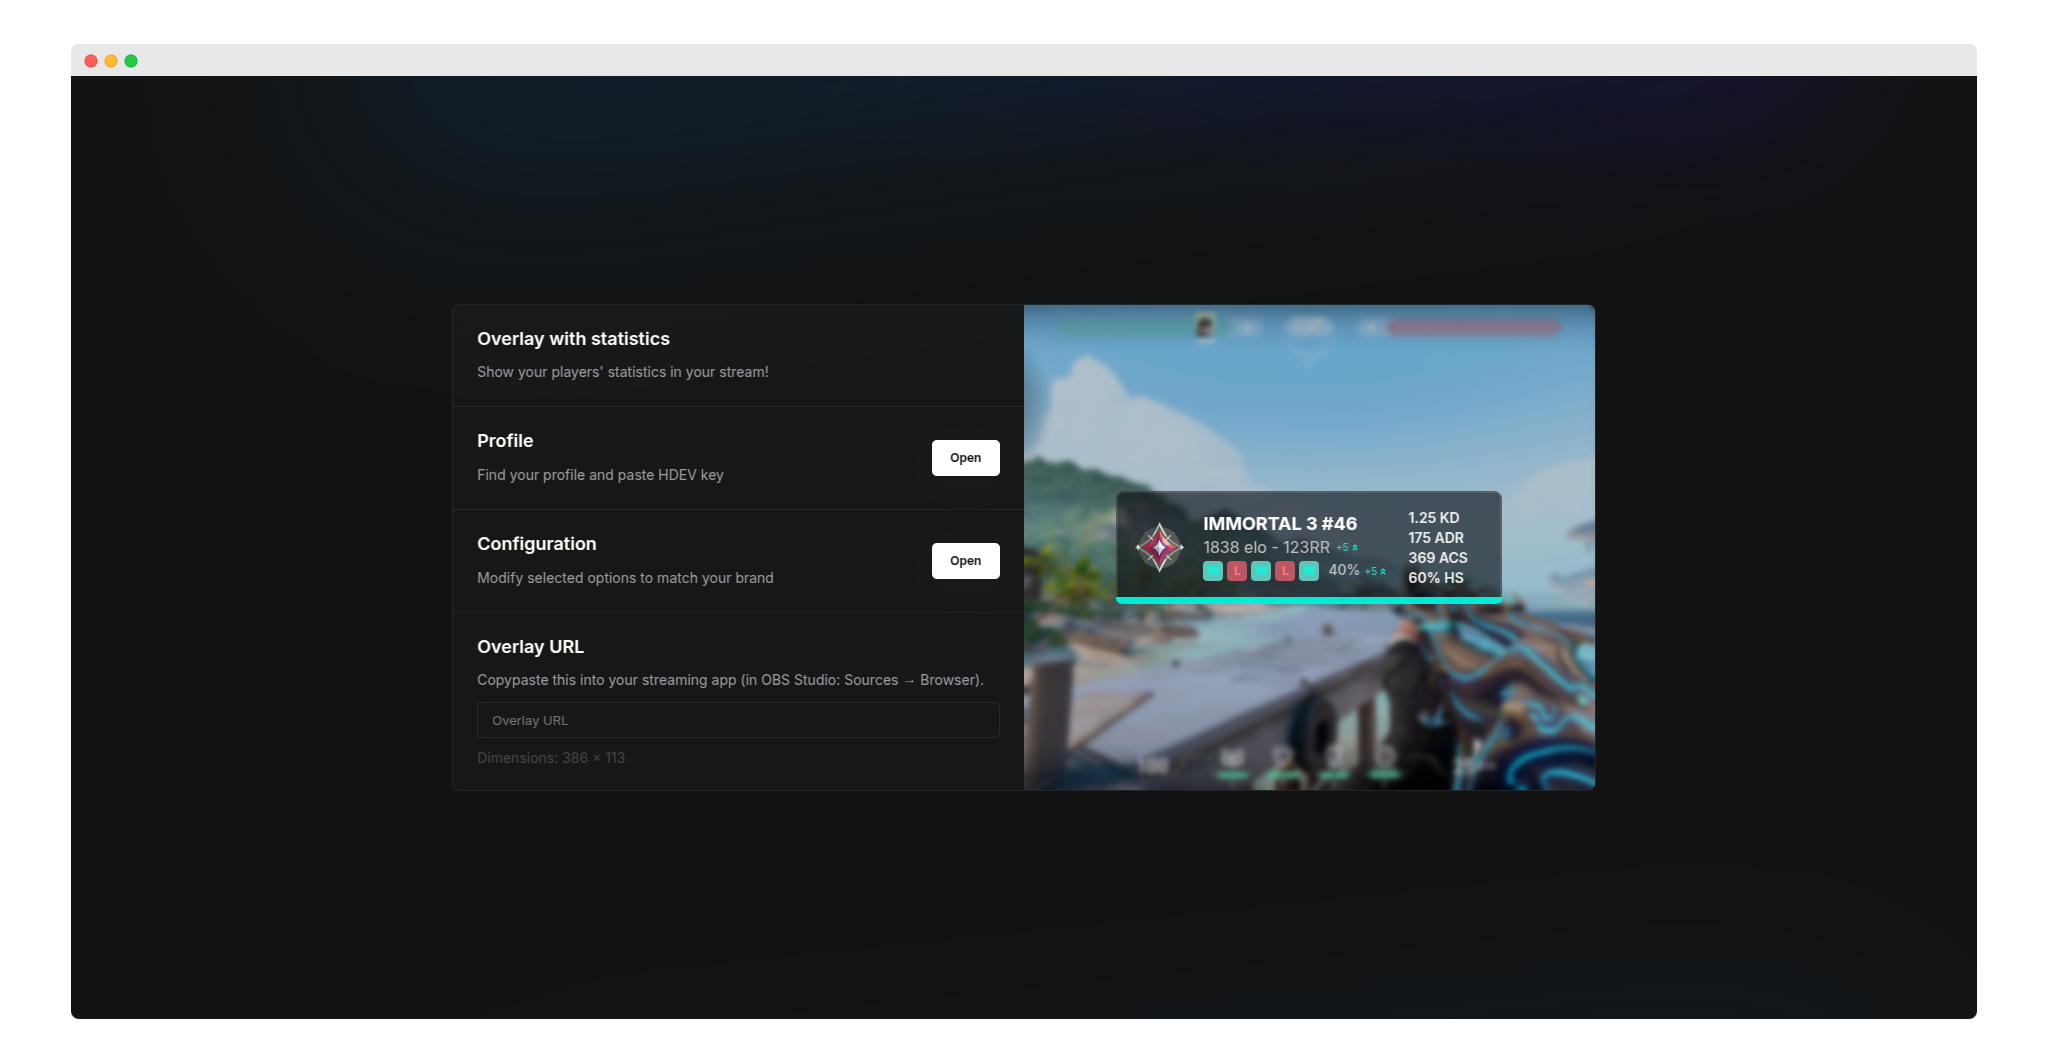 Overlay with statistics
Show your players' statistics in your stream!
Profile
Find your profile and paste HDEV key
Open
Configuration
Modify selected options to match your brand
Open
Overlay URL
Copypaste this into your streaming app (in OBS Studio: Sources → Browser).
Overlay URL
Dimensions: 386 × 113
IMMORTAL 3 #46
1838 elo - 123RR +5
W L W L W 40% +5
1.25 KD
175 ADR
369 ACS
60% HS
100